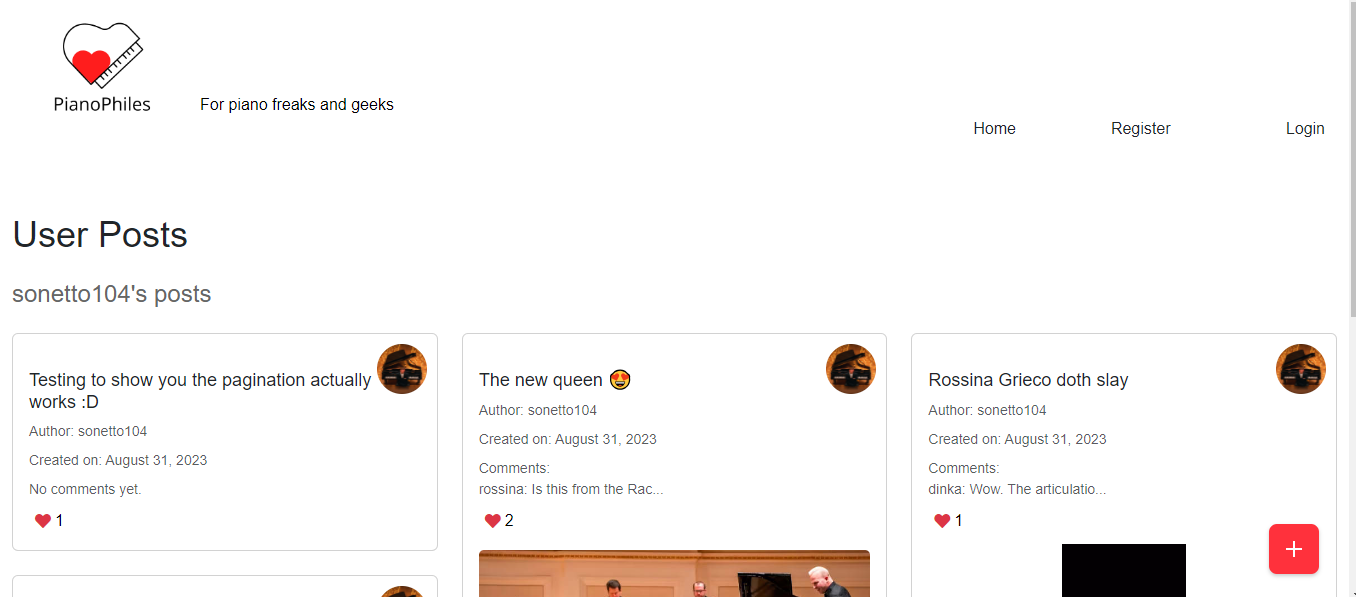 PianoPhiles
For piano freaks and geeks
Home
Register
Login
User Posts
sonetto104's posts
Testing to show you the pagination actually
works :D
Author: sonetto104
Created on: August 31, 2023
No comments yet.
1
The new queen 😍
Author: sonetto104
Created on: August 31, 2023
Comments:
rossina: Is this from the Rac...
2
Rossina Grieco doth slay
Author: sonetto104
Created on: August 31, 2023
Comments:
dinka: Wow. The articulatio...
1
+